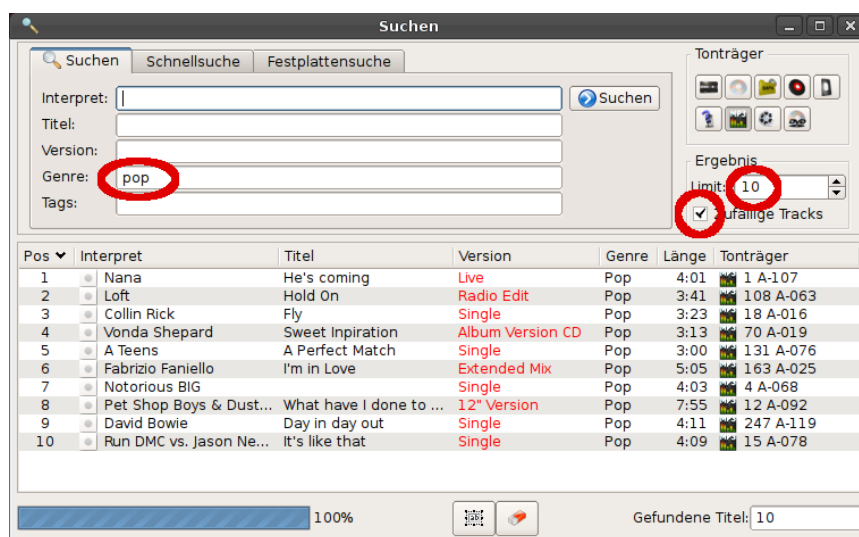 Suchen
Suchen Schnellsuche Festplattensuche
Interpret: Suchen
Titel:
Version:
Genre: pop
Tags:
Tonträger
Ergebnis
Limit: 10
Zufällige Tracks
Pos Interpret Titel Version Genre Länge Tonträger
1 Nana He's coming Live Pop 4:01 1 A-107
2 Loft Hold On Radio Edit Pop 3:41 108 A-063
3 Collin Rick Fly Single Pop 3:23 18 A-016
4 Vonda Shepard Sweet Inpiration Album Version CD Pop 3:13 70 A-019
5 A Teens A Perfect Match Single Pop 3:00 131 A-076
6 Fabrizio Faniello I'm in Love Extended Mix Pop 5:05 163 A-025
7 Notorious BIG Single Pop 4:03 4 A-068
8 Pet Shop Boys & Dust... What have I done to ... 12" Version Pop 7:55 12 A-092
9 David Bowie Day in day out Single Pop 4:11 247 A-119
10 Run DMC vs. Jason Ne... It's like that Single Pop 4:09 15 A-078
100% Gefundene Titel: 10